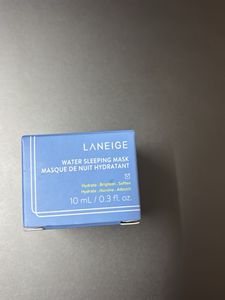 LANEIGE
WATER SLEEPING MASK
MASQUE DE NUIT HYDRATANT
Hydrate . Brighten . Soften
Hydrate . Illumine . Adoucit
10 mL / 0.3 fl. oz.